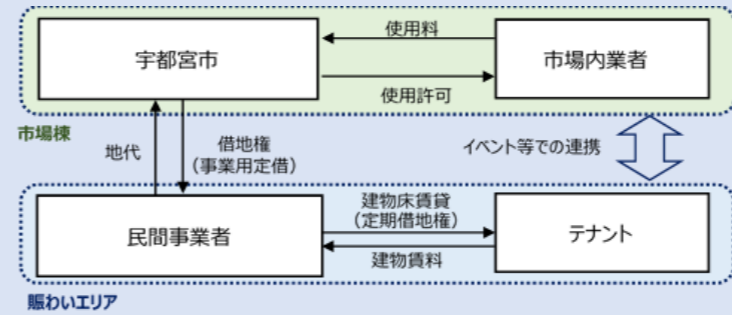 使用料
宇都宮市
市場内業者
使用許可
市場棟
地代
借地権
(事業用定借)
イベント等での連携
建物床賃貸
(定期借地権)
民間事業者
テナント
建物賃料
賑わいエリア